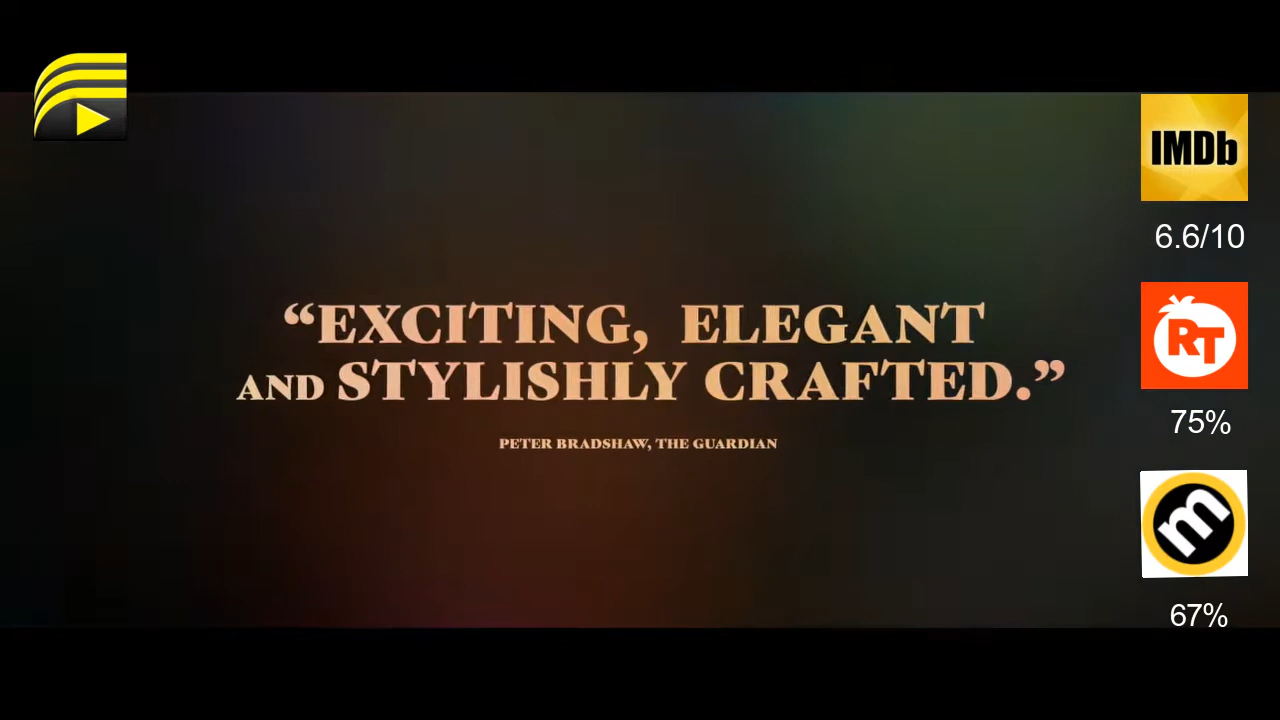 “EXCITING, ELEGANT
AND STYLISHLY CRAFTED.”
PETER BRADSHAW, THE GUARDIAN
IMDb
6.6/10
RT
75%
m
67%